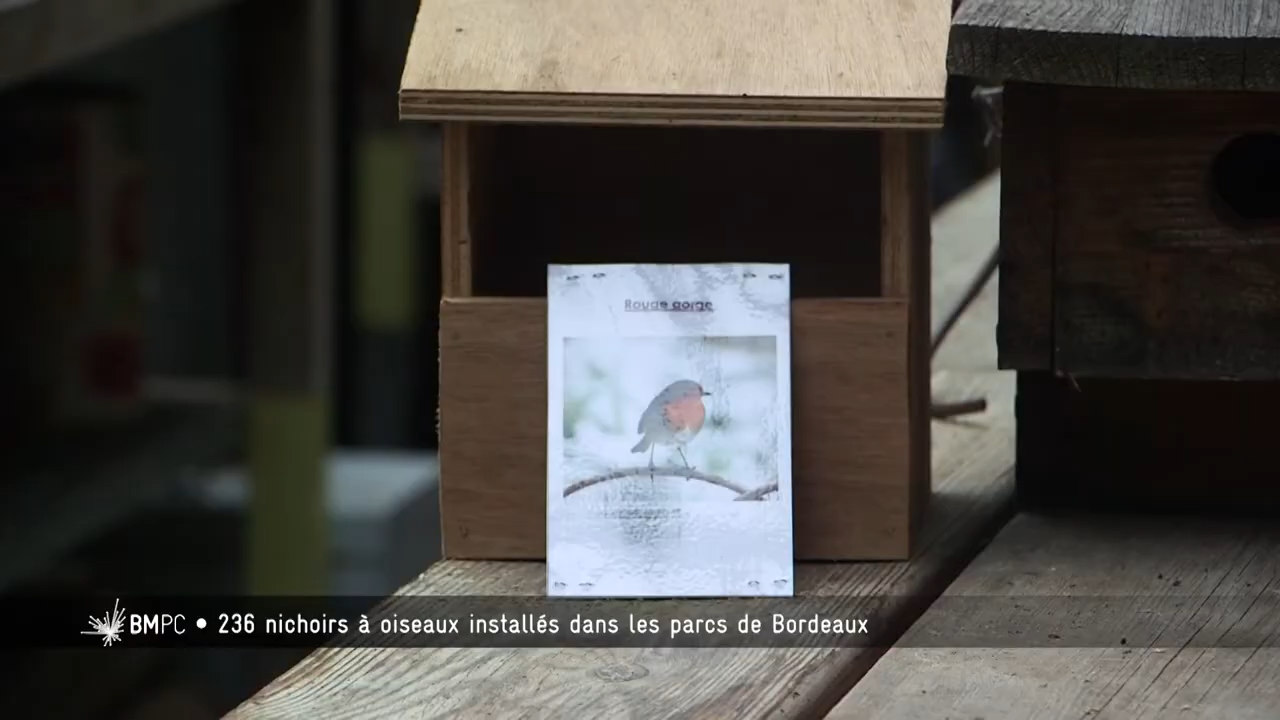 Rouge gorge
BMPC • 236 nichoirs à oiseaux installés dans les parcs de Bordeaux